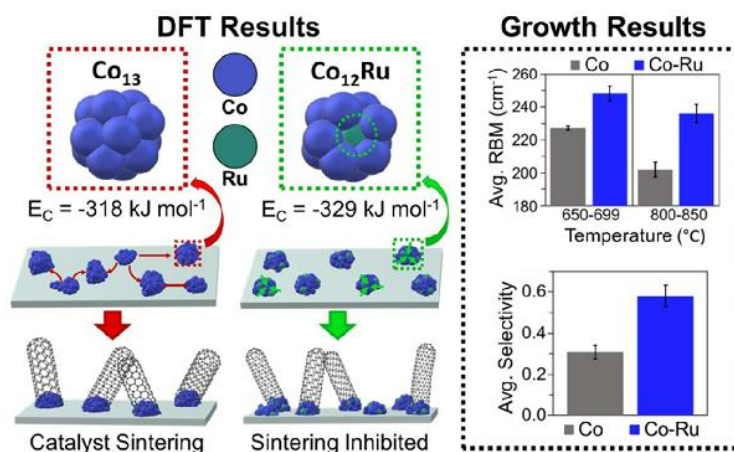 DFT Results
Co₁₃
Co
Ru
Co₁₂Ru
E_C = -318 kJ mol⁻¹
E_C = -329 kJ mol⁻¹
Catalyst Sintering
Sintering Inhibited
Growth Results
Co Co-Ru
Avg. RBM (cm⁻¹)
260
240
220
200
180
650-699 800-850
Temperature (°C)
Avg. Selectivity
0.6
0.4
0.2
0.0
Co Co-Ru